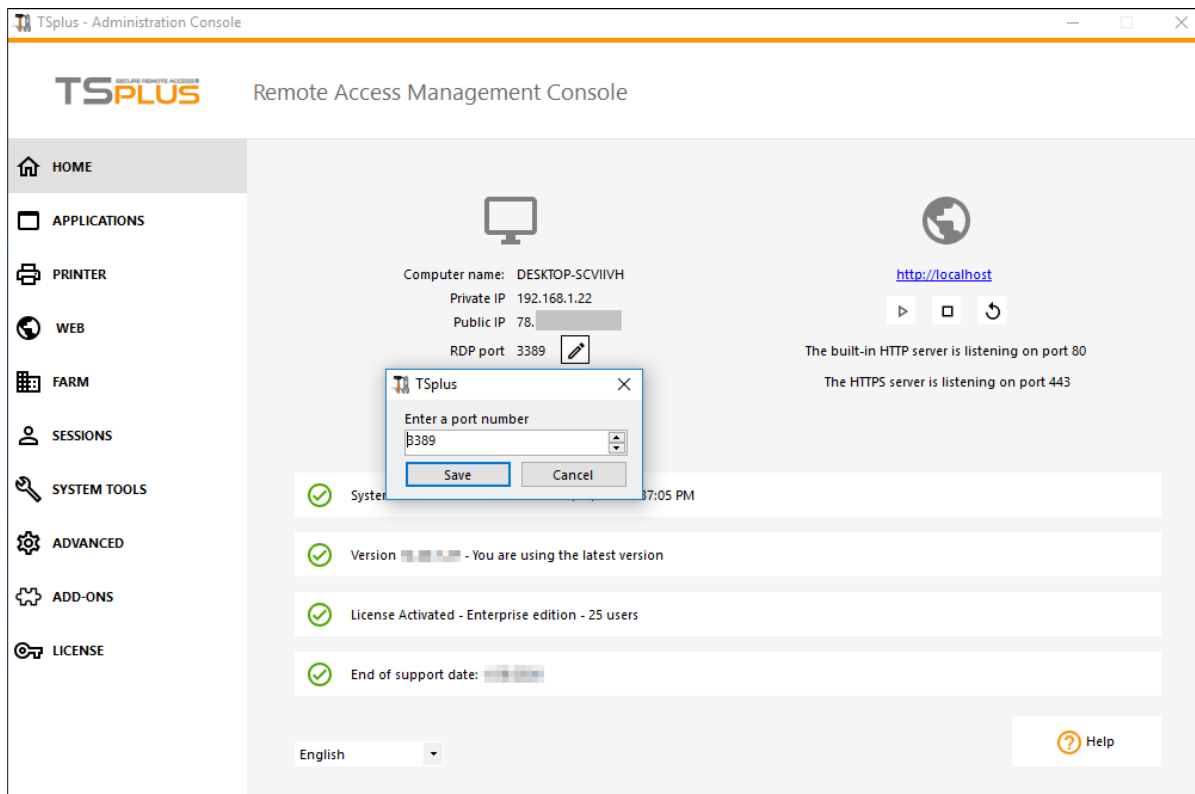 TSplus - Administration Console
TSPLUS SECURE REMOTE ACCESS®
Remote Access Management Console
HOME
APPLICATIONS
PRINTER
WEB
FARM
SESSIONS
SYSTEM TOOLS
ADVANCED
ADD-ONS
LICENSE
Computer name: DESKTOP-SCVIIVH
Private IP 192.168.1.22
Public IP 78.
RDP port 3389
http://localhost
The built-in HTTP server is listening on port 80
The HTTPS server is listening on port 443
TSplus
Enter a port number
3389
Save Cancel
37:05 PM
Version - You are using the latest version
License Activated - Enterprise edition - 25 users
End of support date:
English
Help